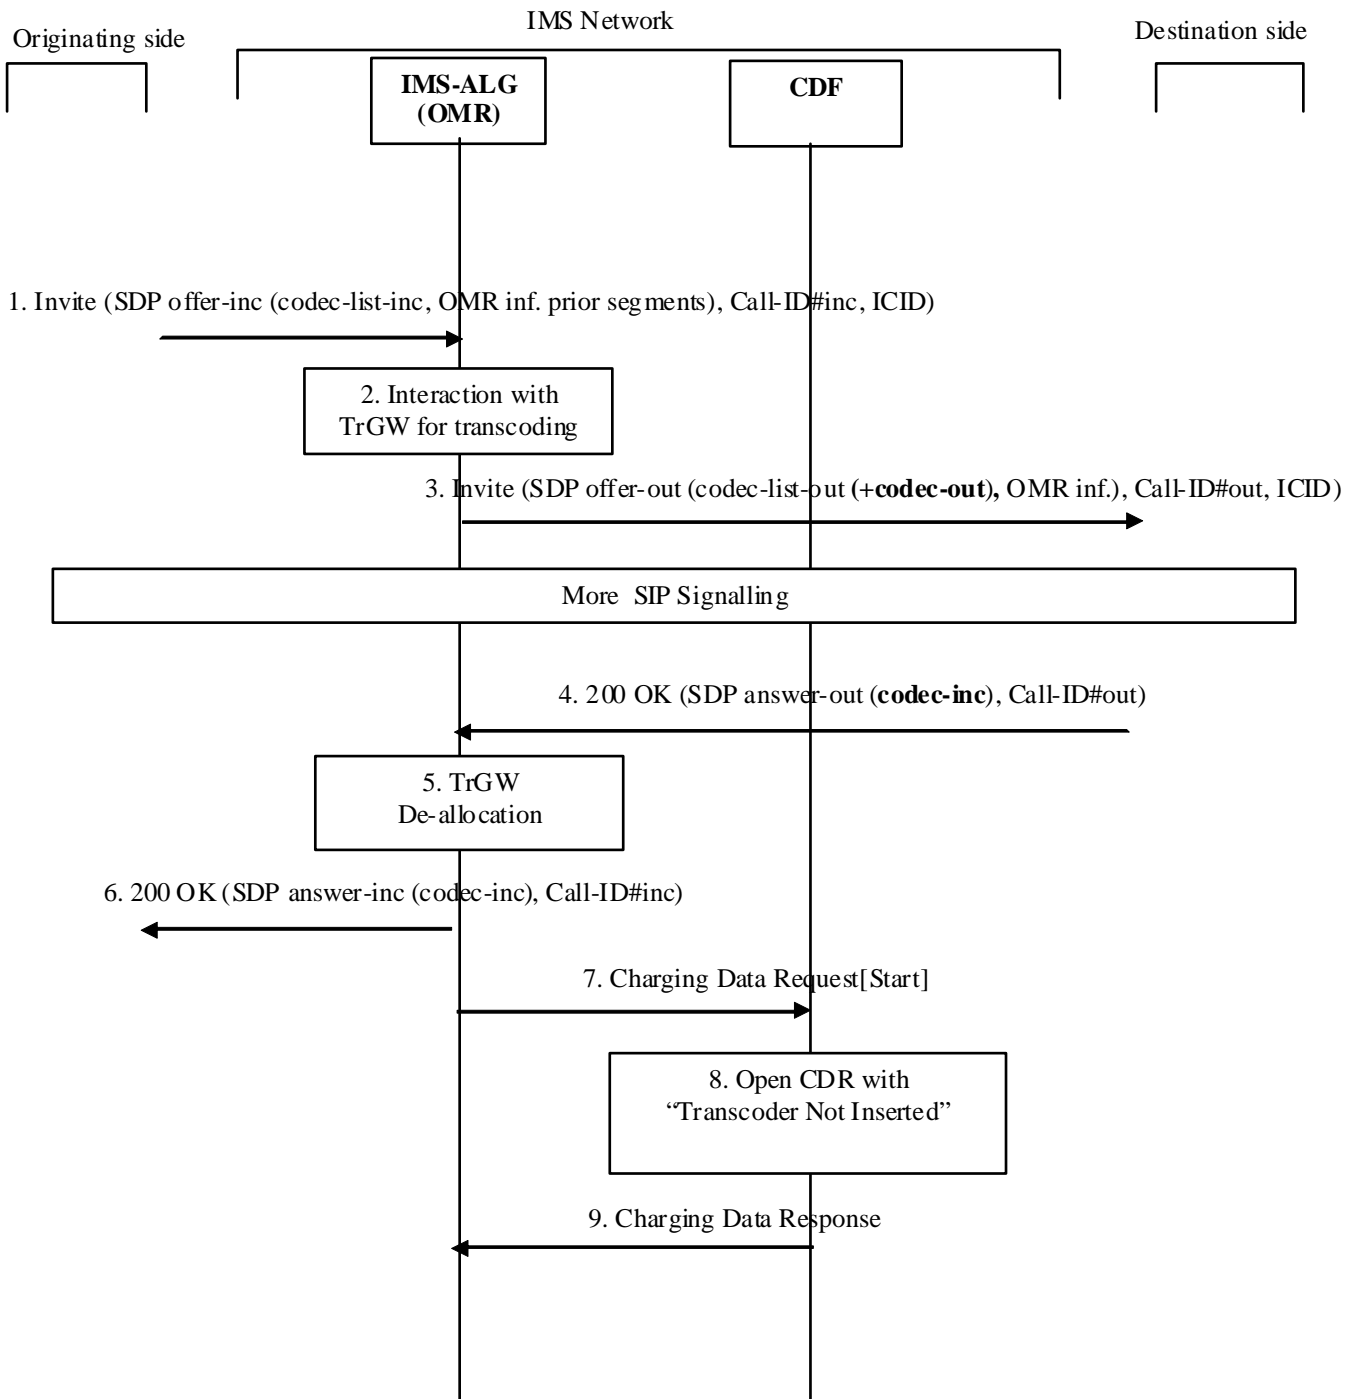 IMS Network
Originating side
Destination side
IMS-ALG
(OMR)
CDF
1. Invite (SDP offer-inc (codec-list-inc, OMR inf. prior segments), Call-ID#inc, ICID)
2. Interaction with
TrGW for transcoding
3. Invite (SDP offer-out (codec-list-out (+codec-out), OMR inf.), Call-ID#out, ICID)
More SIP Signalling
4. 200 OK (SDP answer-out (codec-inc), Call-ID#out)
5. TrGW
De-allocation
6. 200 OK (SDP answer-inc (codec-inc), Call-ID#inc)
7. Charging Data Request[Start]
8. Open CDR with
“Transcoder Not Inserted”
9. Charging Data Response